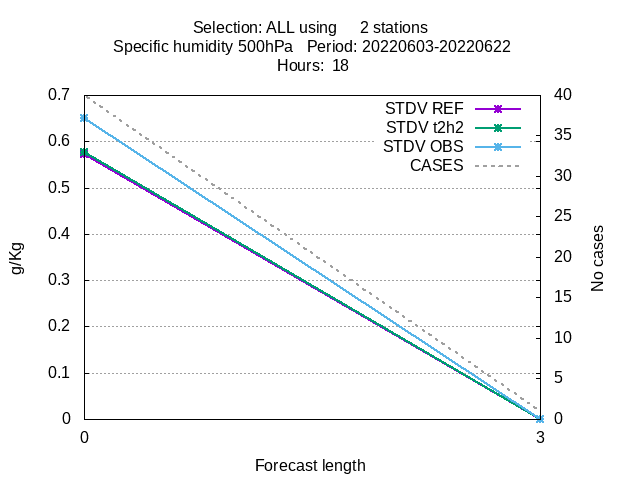 Selection: ALL using     2 stations
Specific humidity 500hPa   Period: 20220603-20220622
Hours:  18
0.7
0.6
0.5
0.4
0.3
0.2
0.1
0
g/Kg
STDV REF
STDV t2h2
STDV OBS
CASES
40
35
30
25
20
15
10
5
0
No cases
0
3
Forecast length